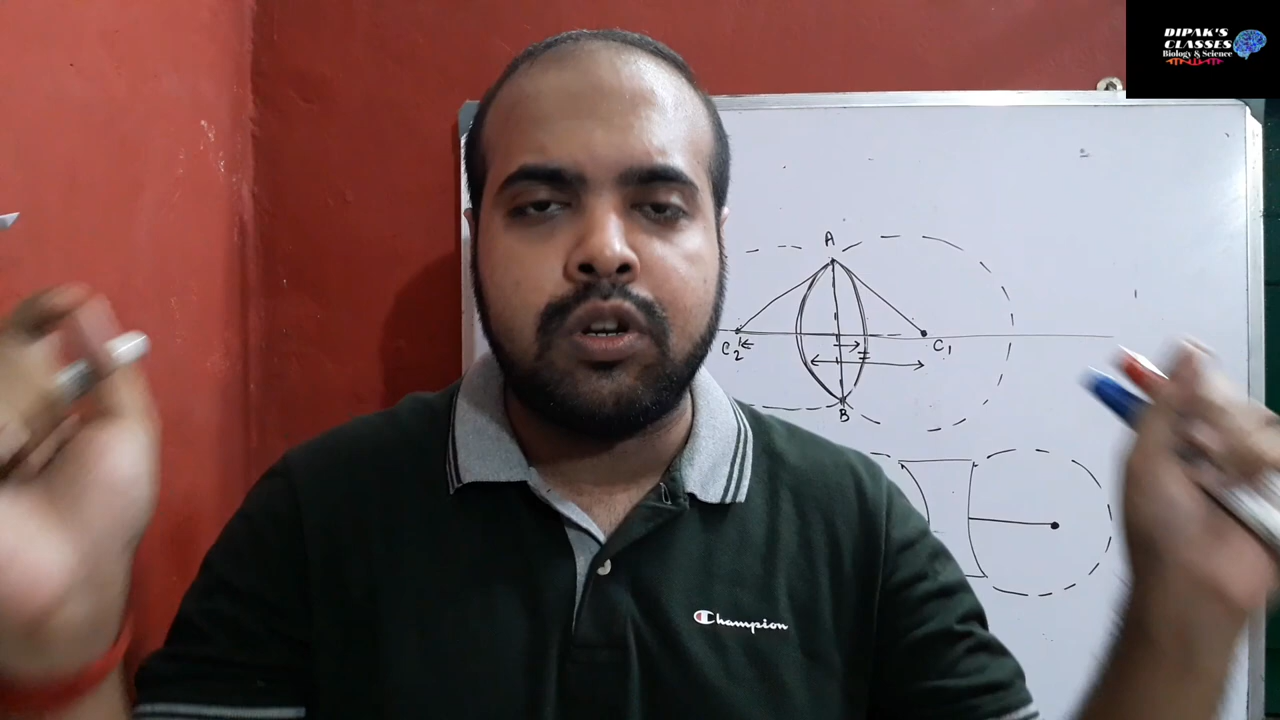 DIPAK'S
CLASSES
Biology & Science
A
C2
C1
B
Champion